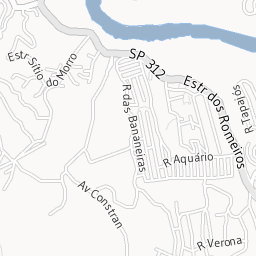 SP 312
Estr Sítio
do Morro
Estr dos Romeiros
R Tapajós
R das Bananeiras
R Aquário
Av Constran
R Verona